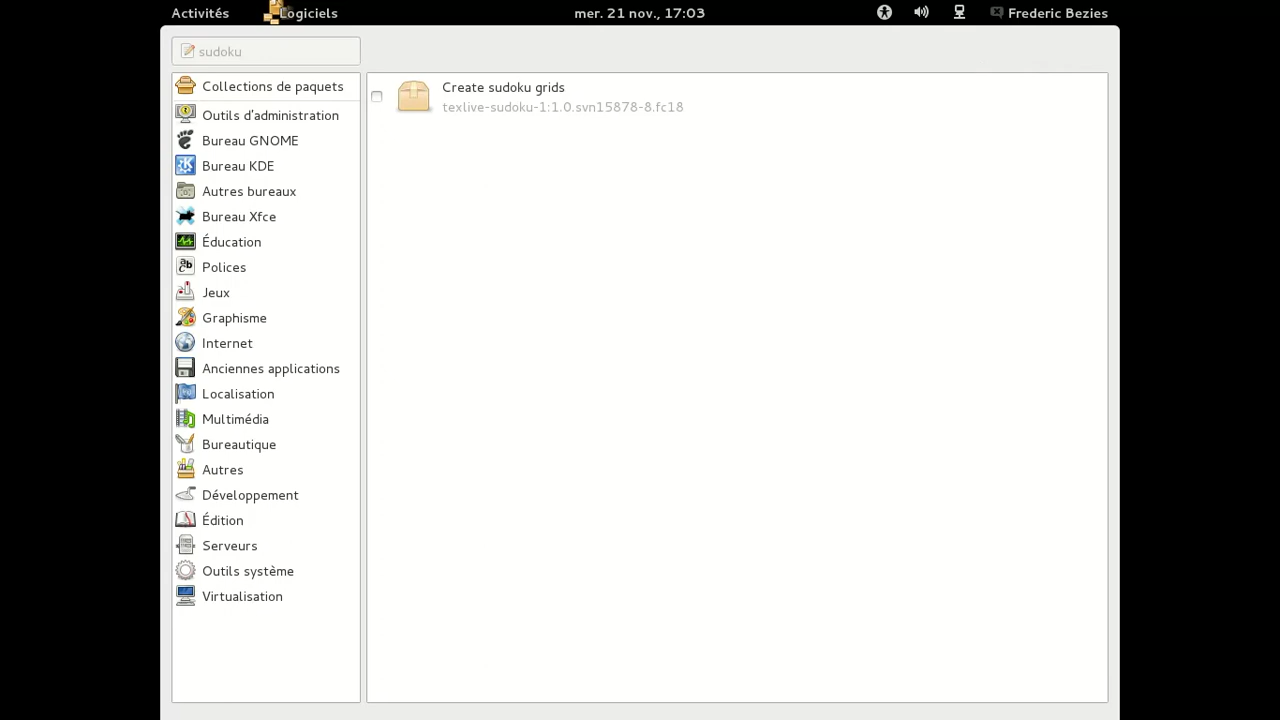 Activités Logiciels mer. 21 nov., 17:03 Frederic Bezies
sudoku
Collections de paquets
Outils d'administration
Bureau GNOME
Bureau KDE
Autres bureaux
Bureau Xfce
Éducation
Polices
Jeux
Graphisme
Internet
Anciennes applications
Localisation
Multimédia
Bureautique
Autres
Développement
Édition
Serveurs
Outils système
Virtualisation
Create sudoku grids
texlive-sudoku-1:1.0.svn15878-8.fc18